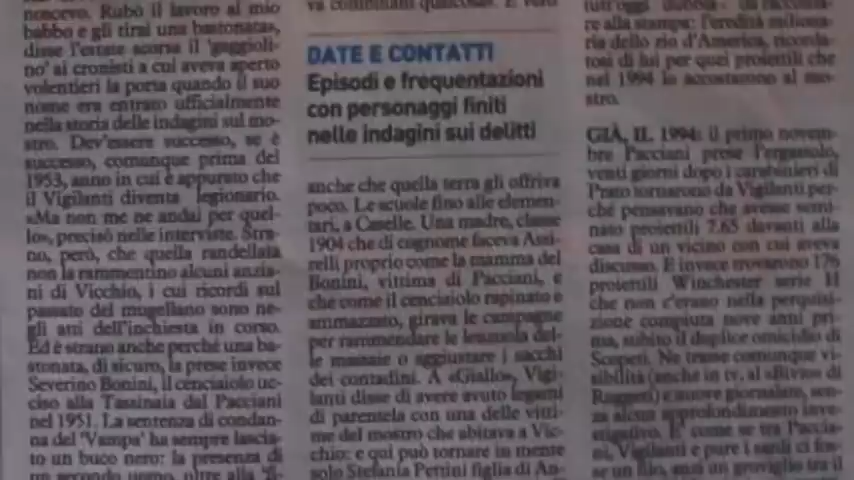 noscevo. Rubò il lavoro al mio
babbo e gli tirai una bastonata»,
disse l'estate scorsa il 'gaggioli-
no' ai cronisti a cui aveva aperto
volentieri la porta quando il suo
nome era entrato ufficialmente
nella storia delle indagini sul mo-
stro. Dev'essere successo, se è
successo, comunque prima del
1953, anno in cui è appurato che
il Vigilanti diventa legionario.
«Ma non me ne andai per quel-
lo», precisò nelle interviste. Stra-
no, però, che quella randellata
non la rammentino alcuni anzia-
ni di Vicchio, i cui ricordi sul
passato del mugellano sono ne-
gli atti dell'inchiesta in corso.
Ed è strano anche perché una ba-
stonata, di sicuro, la prese invece
Severino Bonini, il cenciaiolo uc-
ciso alla Tassinaia dal Pacciani
nel 1951. La sentenza di condan-
na del 'Vampa' ha sempre lascia-
to un buco nero: la presenza di
un secondo uomo, oltre alla
DATE E CONTATTI
Episodi e frequentazioni
con personaggi finiti
nelle indagini sui delitti
anche che quella terra gli offriva
poco. Le scuole fino alle elemen-
tari, a Caselle. Una madre, classe
1904 che di cognome faceva Assi-
relli proprio come la mamma del
Bonini, vittima di Pacciani, e
che come il cenciaiolo rapinato e
ammazzato, girava le campagne
per rammendare le lenzuola del-
le massaie o aggiustare i sacchi
dei contadini. A «Giallo», Vigi-
lanti disse di avere avuto legami
di parentela con una delle vitti-
me del mostro che abitava a Vic-
chio: e qui può tornare in mente
solo Stefania Pettini figlia di An-
re alla stampa: l'eredità miliona-
ria dello zio d'America, ricorda-
tosi di lui per quei proiettili che
nel 1994 lo accostarono al mo-
stro.
GIÀ, IL 1994: il primo novem-
bre Pacciani prese l'ergastolo,
venti giorni dopo i carabinieri di
Prato tornarono da Vigilanti per-
ché pensavano che avesse semi-
nato proiettili 7.65 davanti alla
casa di un vicino con cui aveva
discusso. E invece trovarono 176
proiettili Winchester serie H
che non c'erano nella perquisi-
zione compiuta nove anni pri-
ma, subito il duplice omicidio di
Scopeti. Ne trasse comunque vi-
sibilità (anche in tv, al «Rivio» di
Raggeti) e nuove giornalate, sen-
za alcun approfondimento inve-
stigativo. E' come se tra Paccia-
ni, Vigilanti e pure i sardi ci fos-
se un filo, anzi un groviglio tra il